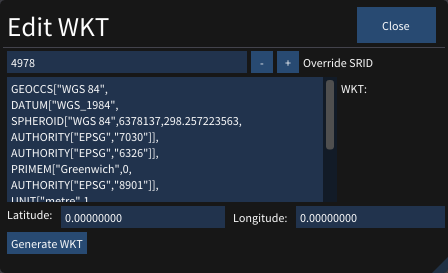 Edit WKT
Close
4978
-
+
Override SRID
GEOCCS["WGS 84",
DATUM["WGS_1984",
SPHEROID["WGS 84",6378137,298.257223563,
AUTHORITY["EPSG","7030"]],
AUTHORITY["EPSG","6326"]],
PRIMEM["Greenwich",0,
AUTHORITY["EPSG","8901"]],
UNIT["metre",1,
WKT:
Latitude:
0.00000000
Longitude:
0.00000000
Generate WKT